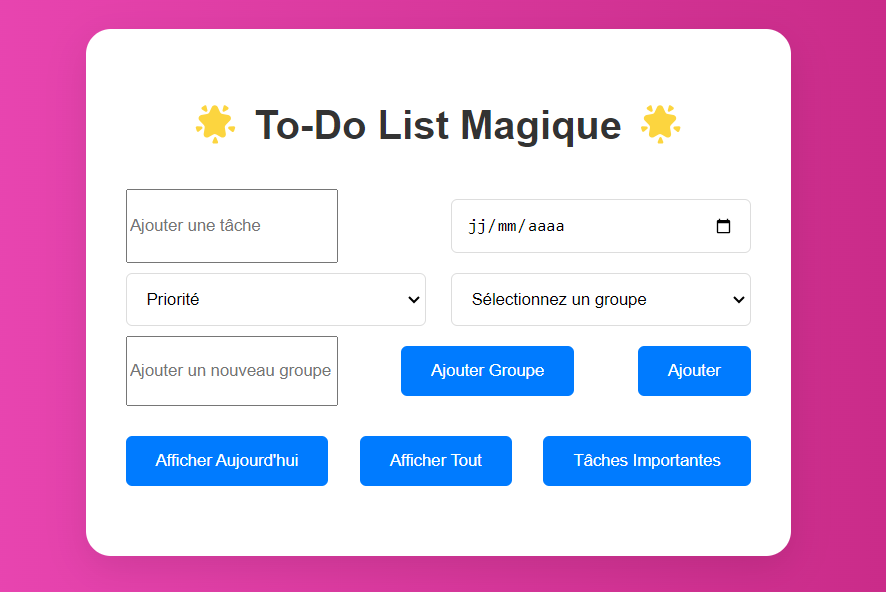 🌟 To-Do List Magique 🌟
Ajouter une tâche
jj/mm/aaaa
Priorité
Sélectionnez un groupe
Ajouter un nouveau groupe
Ajouter Groupe
Ajouter
Afficher Aujourd'hui
Afficher Tout
Tâches Importantes